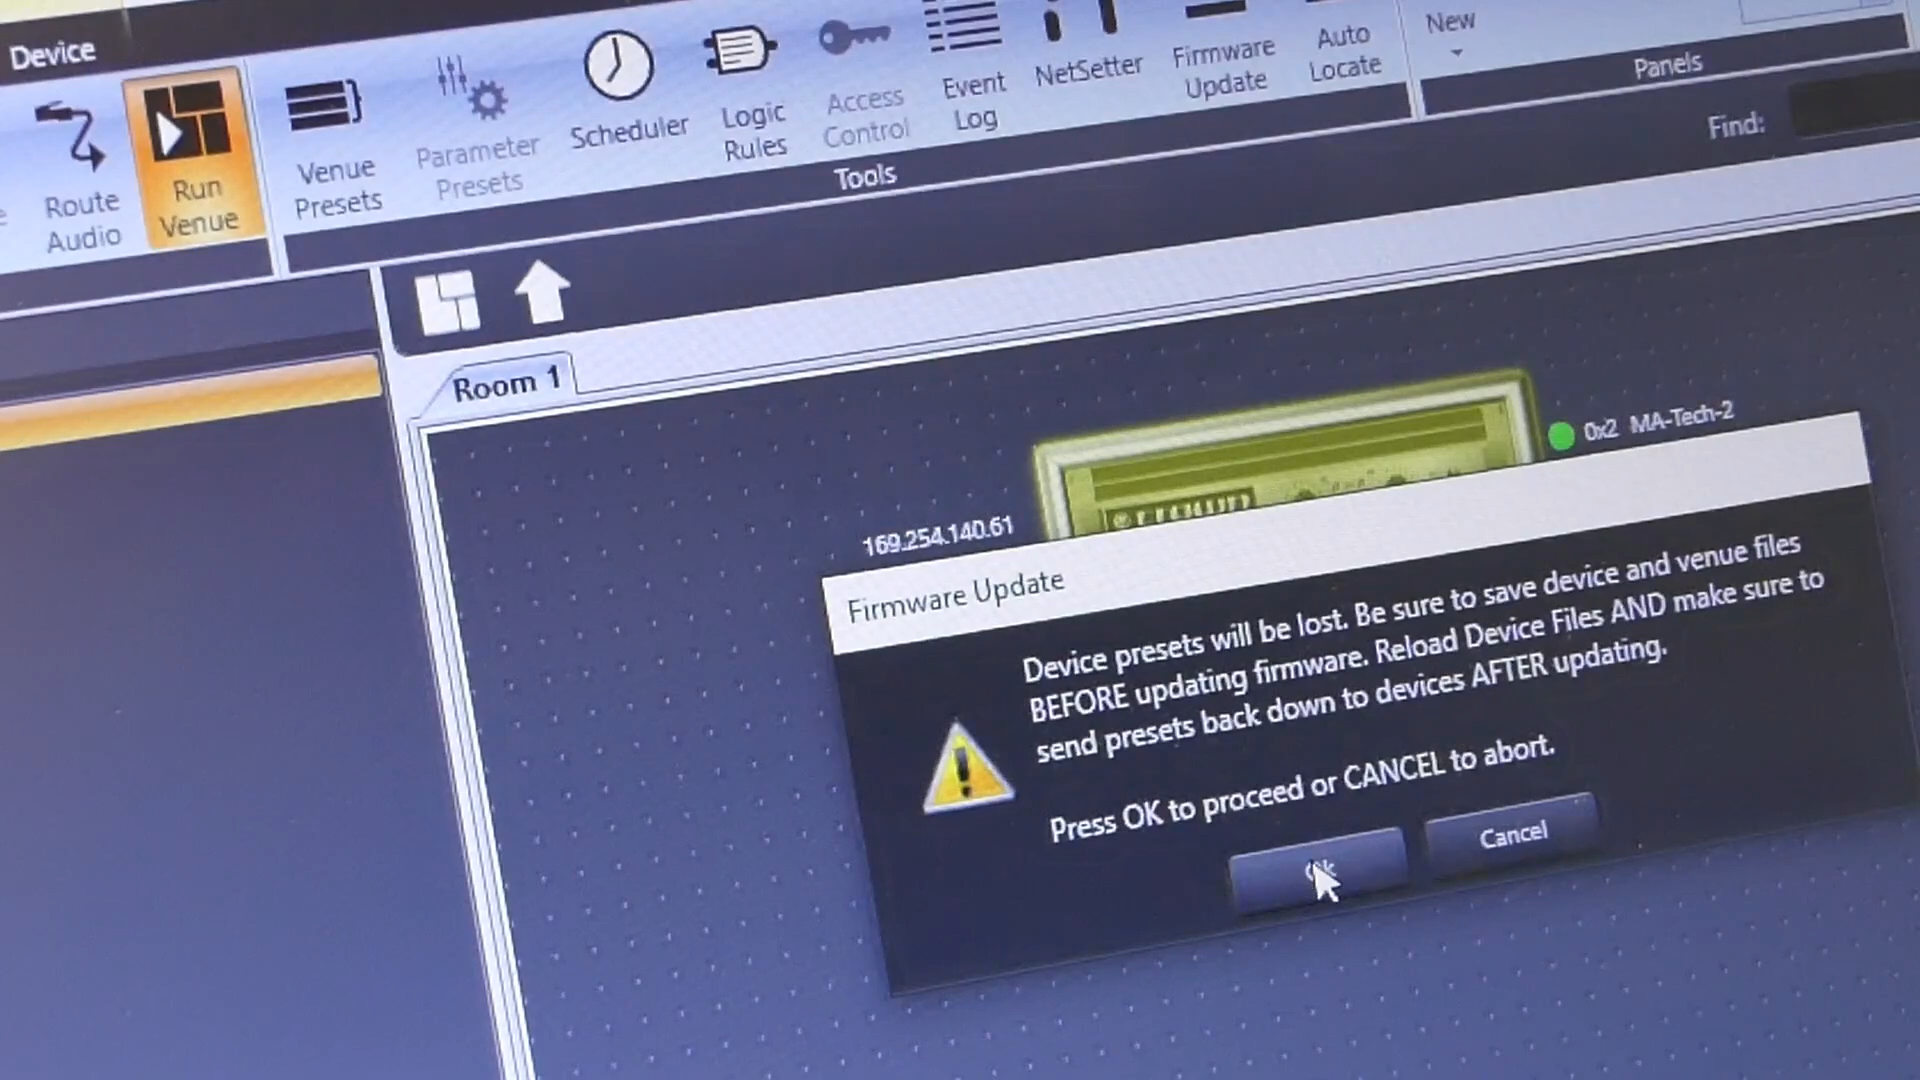 Device
Route
Audio
Run
Venue
Venue
Presets
Parameter
Presets
Scheduler
Logic
Rules
Access
Control
Event
Log
NetSetter
Firmware
Update
Auto
Locate
New
Tools
Panels
Find:
Room 1
0x2 MA-Tech-2
169.254.140.61
Firmware Update
Device presets will be lost. Be sure to save device and venue files
BEFORE updating firmware. Reload Device Files AND make sure to
send presets back down to devices AFTER updating.
Press OK to proceed or CANCEL to abort.
Ok
Cancel